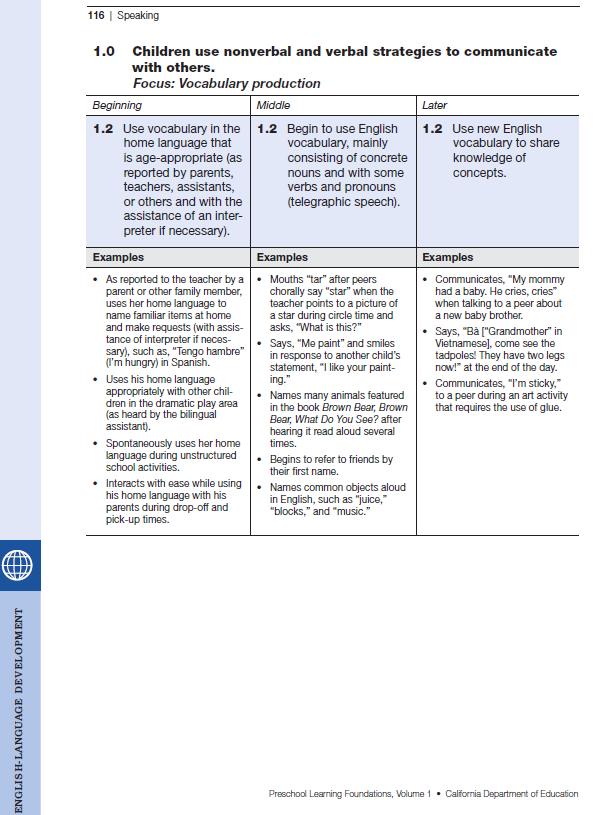 116 | Speaking
1.0 Children use nonverbal and verbal strategies to communicate
with others.
Focus: Vocabulary production
Beginning
1.2 Use vocabulary in the
home language that
is age-appropriate (as
reported by parents,
teachers, assistants,
or others and with the
assistance of an inter-
preter if necessary).
Examples
• As reported to the teacher by a
parent or other family member,
uses her home language to
name familiar items at home
and make requests (with assis-
tance of interpreter if neces-
sary), such as, “Tengo hambre”
(I’m hungry) in Spanish.
• Uses his home language
appropriately with other chil-
dren in the dramatic play area
(as heard by the bilingual
assistant).
• Spontaneously uses her home
language during unstructured
school activities.
• Interacts with ease while using
his home language with his
parents during drop-off and
pick-up times.
Middle
1.2 Begin to use English
vocabulary, mainly
consisting of concrete
nouns and with some
verbs and pronouns
(telegraphic speech).
Examples
• Mouths “tar” after peers
chorally say “star” when the
teacher points to a picture of
a star during circle time and
asks, “What is this?”
• Says, “Me paint” and smiles
in response to another child’s
statement, “I like your paint-
ing.”
• Names many animals featured
in the book Brown Bear, Brown
Bear, What Do You See? after
hearing it read aloud several
times.
• Begins to refer to friends by
their first name.
• Names common objects aloud
in English, such as “juice,”
“blocks,” and “music.”
Later
1.2 Use new English
vocabulary to share
knowledge of
concepts.
Examples
• Communicates, “My mommy
had a baby. He cries, cries”
when talking to a peer about
a new baby brother.
• Says, “Bà [“Grandmother” in
Vietnamese], come see the
tadpoles! They have two legs
now!” at the end of the day.
• Communicates, “I’m sticky,”
to a peer during an art activity
that requires the use of glue.
ENGLISH-LANGUAGE DEVELOPMENT
Preschool Learning Foundations, Volume 1 • California Department of Education